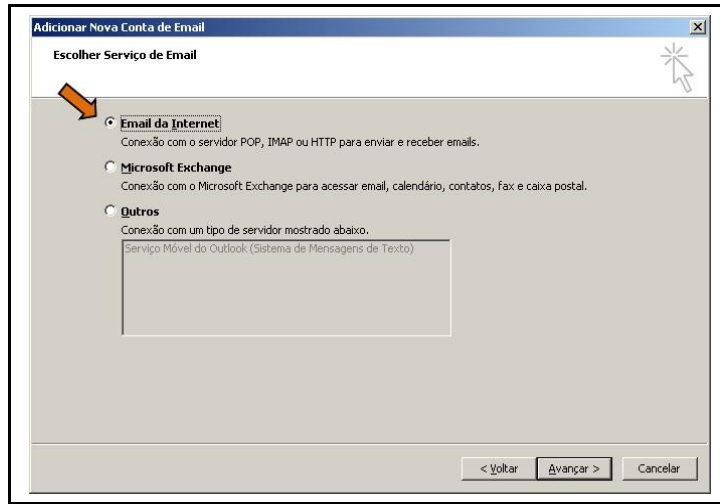 Adicionar Nova Conta de Email
Escolher Serviço de Email
Email da Internet
Conexão com o servidor POP, IMAP ou HTTP para enviar e receber emails.
Microsoft Exchange
Conexão com o Microsoft Exchange para acessar email, calendário, contatos, fax e caixa postal.
Outros
Conexão com um tipo de servidor mostrado abaixo.
Serviço Móvel do Outlook (Sistema de Mensagens de Texto)
< Voltar Avançar > Cancelar